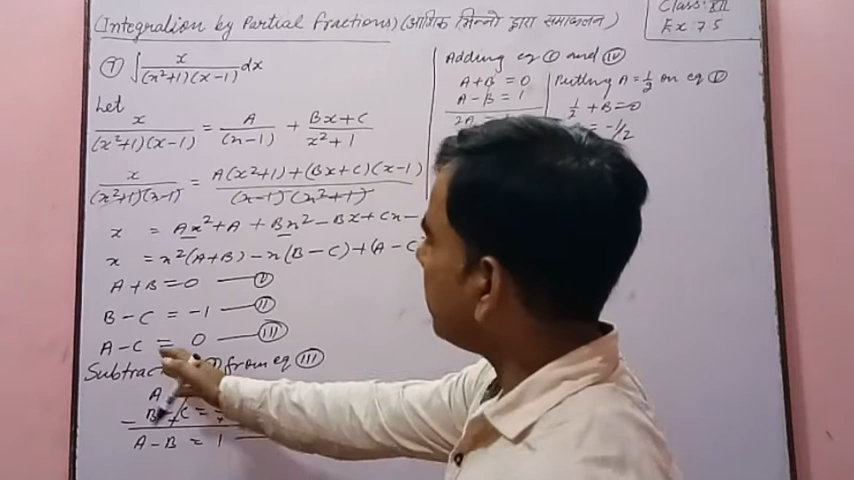 (Integration by Partial Fractions) (आंशिक भिन्नों द्वारा समाकलन)
Class: XII
Ex 7.5
⑦ ∫ x/((x²+1)(x-1)) dx
Let
x/((x²+1)(x-1)) = A/(x-1) + (Bx+C)/(x²+1)
x/((x²+1)(x-1)) = (A(x²+1)+(Bx+C)(x-1))/((x-1)(x²+1))
x = Ax²+A+Bx²-Bx+Cx-
x = x²(A+B)-x(B-C)+(A-C
A+B=0 —
B-C = -1 — Ⅱ
A-C = 0 — Ⅲ
from eq Ⅲ
A
B-C =
A-B = 1
Adding eq Ⓘ and Ⅳ
A+B = 0
A-B = 1
Putting A=1/2 on eq Ⓘ
1/2 + B=0
= -1/2